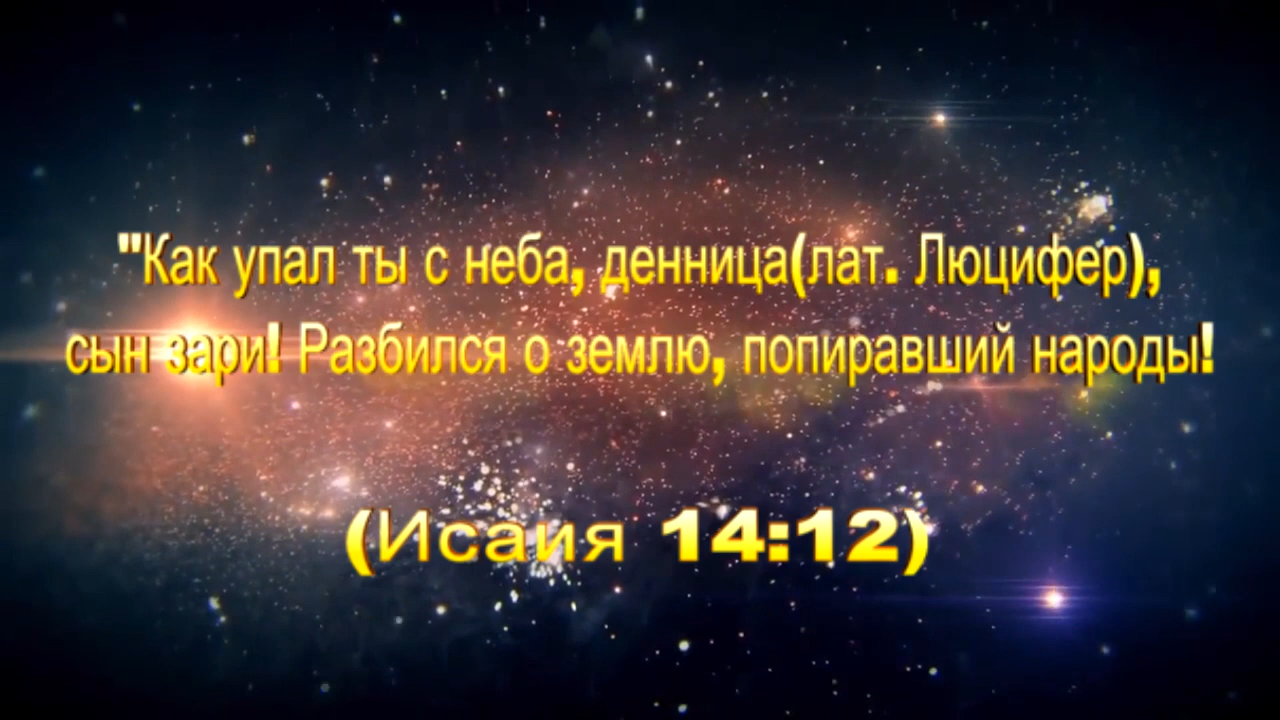 "Как упал ты с неба, денница(лат. Люцифер),
сын зари! Разбился о землю, попиравший народы!
(Исаия 14:12)